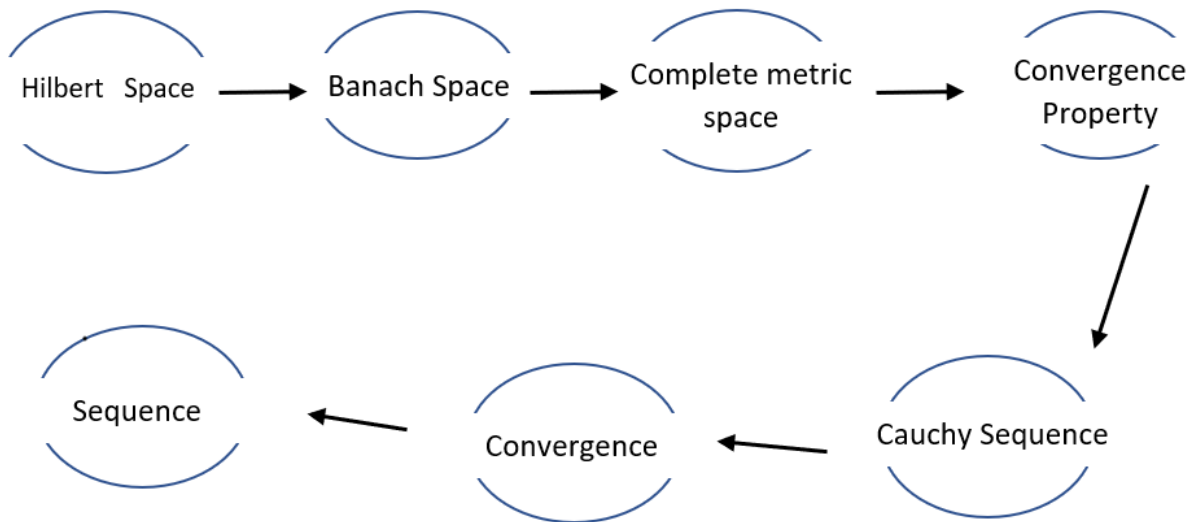 Hilbert Space
Banach Space
Complete metric
space
Convergence
Property
Cauchy Sequence
Convergence
Sequence